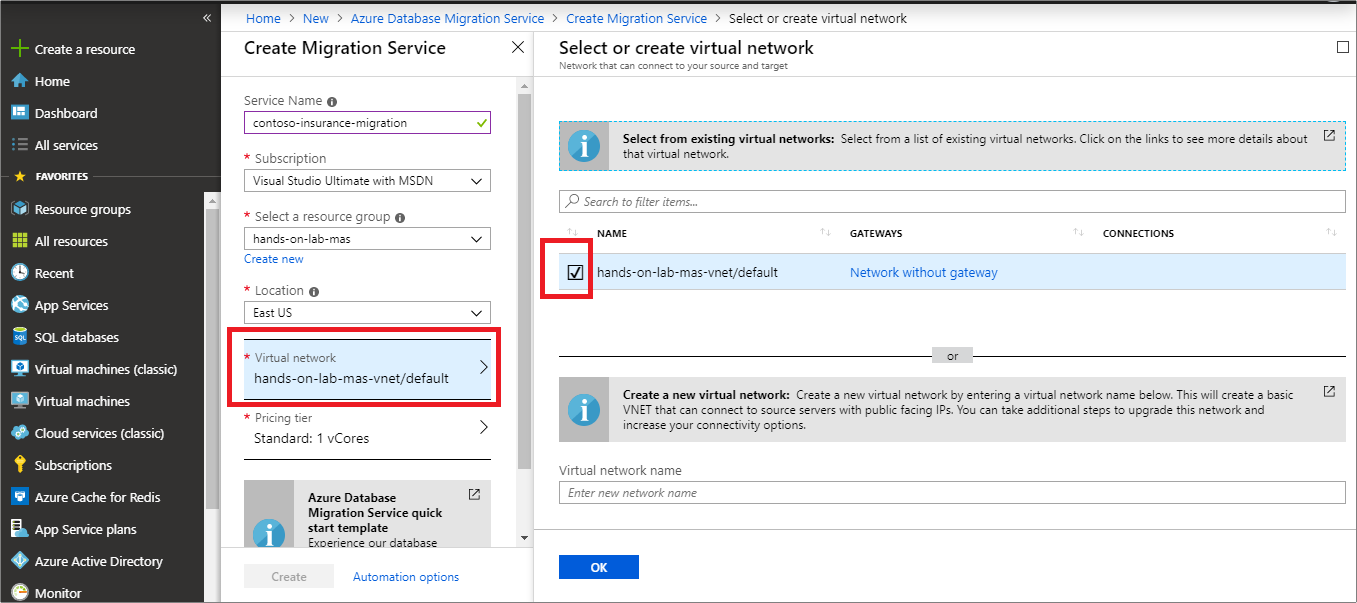 «
Create a resource
Home
Dashboard
All services
FAVORITES
Resource groups
All resources
Recent
App Services
SQL databases
Virtual machines (classic)
Virtual machines
Cloud services (classic)
Subscriptions
Azure Cache for Redis
App Service plans
Azure Active Directory
Monitor
Home > New > Azure Database Migration Service > Create Migration Service > Select or create virtual network
Create Migration Service
Service Name
contoso-insurance-migration
* Subscription
Visual Studio Ultimate with MSDN
* Select a resource group
hands-on-lab-mas
Create new
* Location
East US
* Virtual network
hands-on-lab-mas-vnet/default
* Pricing tier
Standard: 1 vCores
Azure Database
Migration Service quick
start template
Experience our database
Create Automation options
Select or create virtual network
Network that can connect to your source and target
Select from existing virtual networks: Select from a list of existing virtual networks. Click on the links to see more details about
that virtual network.
Search to filter items...
NAME GATEWAYS CONNECTIONS
hands-on-lab-mas-vnet/default Network without gateway
or
Create a new virtual network: Create a new virtual network by entering a virtual network name below. This will create a basic
VNET that can connect to source servers with public facing IPs. You can take additional steps to upgrade this network and
increase your connectivity options.
Virtual network name
Enter new network name
OK